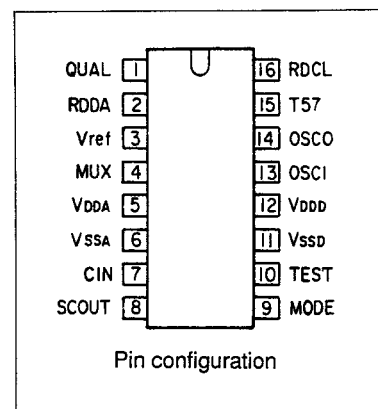 QUAL 1 16 RDCL
RDDA 2 15 T57
Vref 3 14 OSCO
MUX 4 13 OSCI
VDDA 5 12 VDDD
VSSA 6 11 VSSD
CIN 7 10 TEST
SCOUT 8 9 MODE
Pin configuration